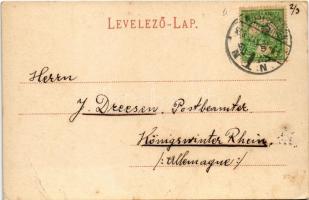 2/3
LEVELEZŐ-LAP.
Herrn
J. Dreesen, Postbeamter
Königswinter Rhein.
/:Allemagne:/